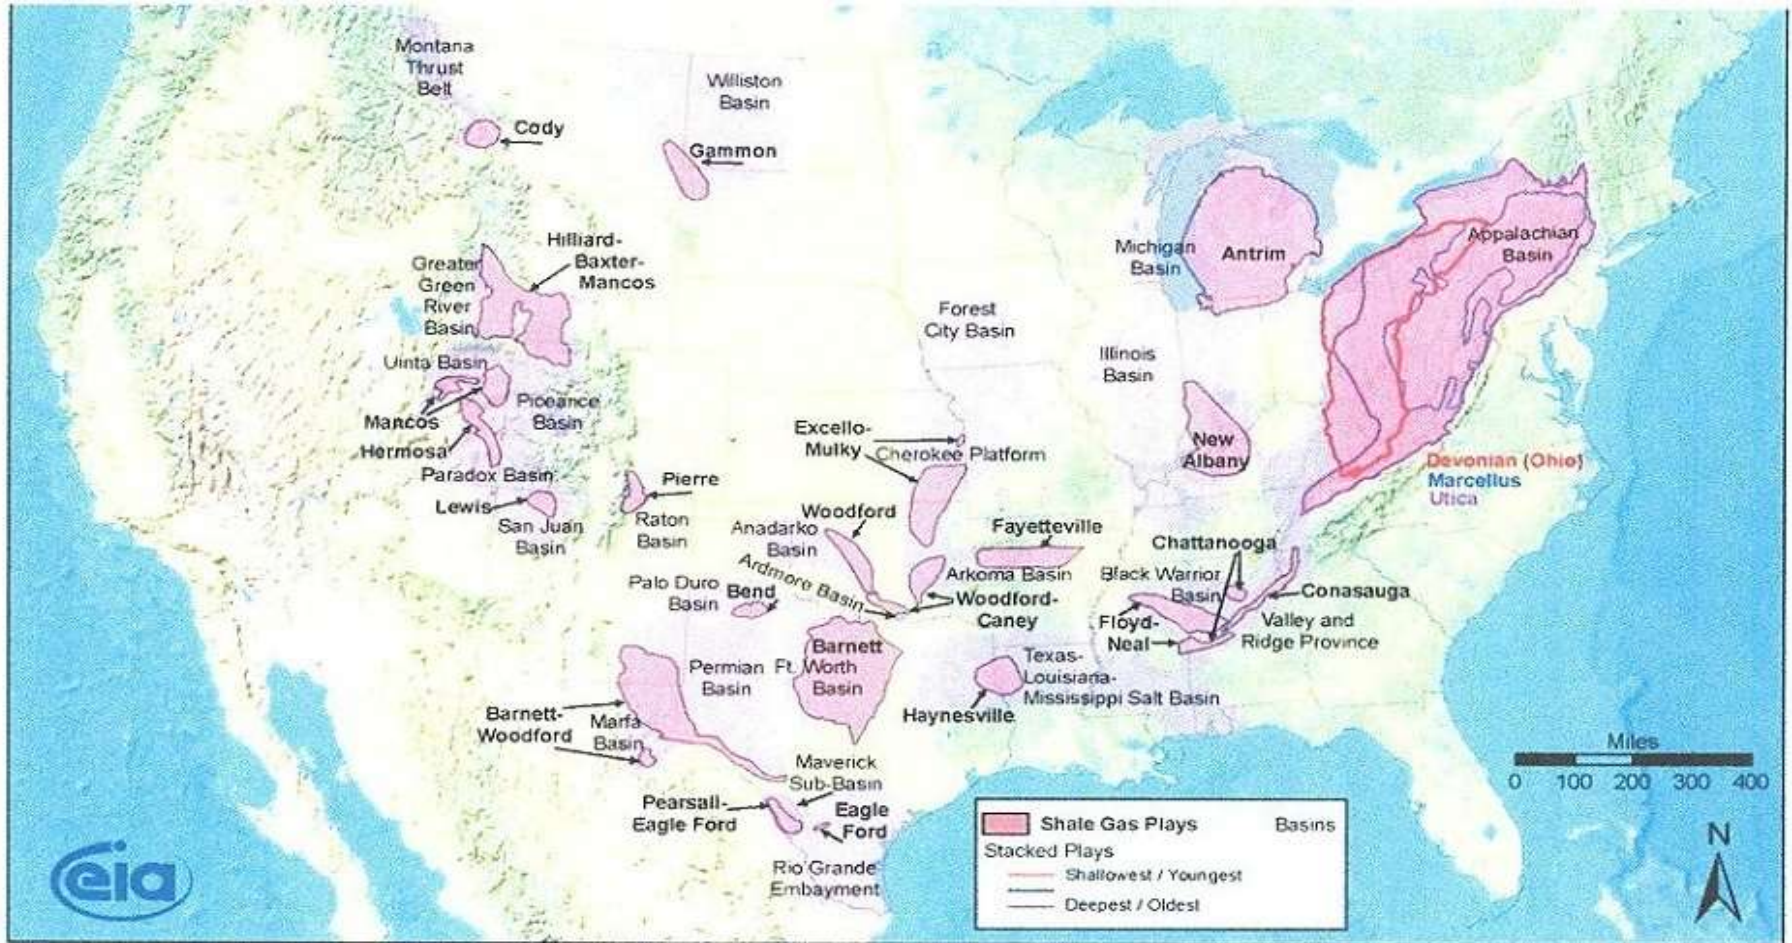 Montana
Thrust
Belt
Williston
Basin
Cody
Gammon
Hilliard-
Baxter-
Mancos
Greater
Green
River
Basin
Michigan
Basin
Antrim
Appalachian
Basin
Forest
City Basin
Illinois
Basin
Uinta Basin
Piceance
Basin
Mancos
Hermosa
Paradox Basin
Lewis
San Juan
Basin
Pierre
Raton
Basin
Excello-
Mulky
Cherokee Platform
New
Albany
Devonian (Ohio)
Marcellus
Utica
Woodford
Anadarko
Basin
Fayetteville
Arkoma Basin
Ardmore Basin
Palo Duro
Basin
Bend
Woodford-
Caney
Chattanooga
Black Warrior
Basin
Conasauga
Floyd-
Neal
Valley and
Ridge Province
Barnett
Ft. Worth
Basin
Permian
Basin
Texas-
Louisiana-
Mississippi Salt Basin
Haynesville
Barnett-
Woodford
Marfa
Basin
Maverick
Sub-Basin
Pearsall-
Eagle Ford
Eagle
Ford
Rio Grande
Embayment
Miles
0 100 200 300 400
Shale Gas Plays Basins
Stacked Plays
Shallowest / Youngest
Deepest / Oldest
N
eia